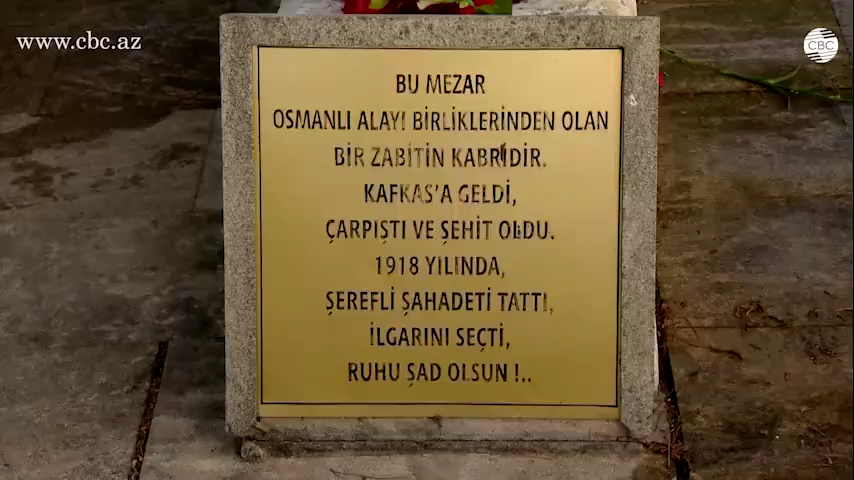 www.cbc.az
CBC
BU MEZAR
OSMANLI ALAYI BİRLİKLERİNDEN OLAN
BİR ZABİTİN KABRİDİR.
KAFKAS'A GELDİ,
ÇARPIŞTI VE ŞEHİT OLDU.
1918 YILINDA,
ŞEREFLİ ŞAHADETİ TATTI,
İLGARINI SEÇTİ,
RUHU ŞAD OLSUN !..